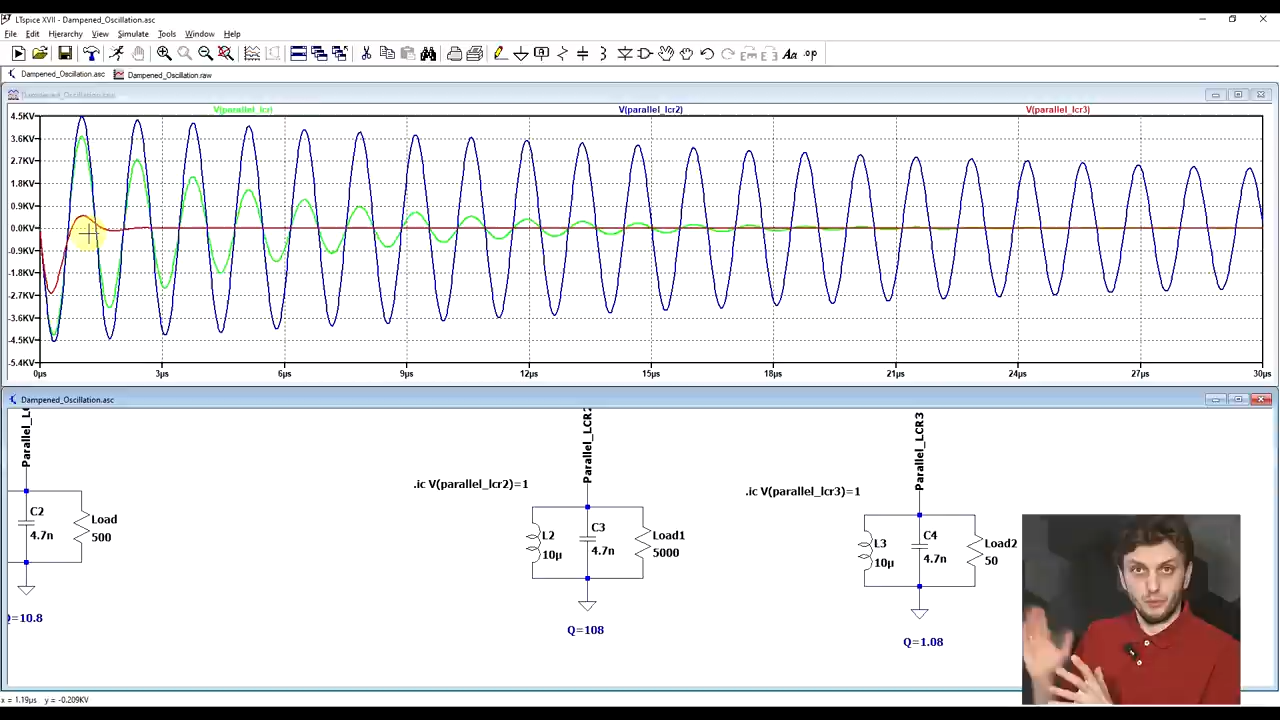 LTspice XVII - Dampened_Oscillation.asc
File Edit Hierarchy View Simulate Tools Window Help
Dampened_Oscillation.asc Dampened_Oscillation.raw
V(parallel_lcr) V(parallel_lcr2) V(parallel_lcr3)
4.5KV
3.6KV
2.7KV
1.8KV
0.9KV
0.0KV
-0.9KV
-1.8KV
-2.7KV
-3.6KV
-4.5KV
-5.4KV
0µs 3µs 6µs 9µs 12µs 15µs 18µs 21µs 24µs 27µs 30µs
Dampened_Oscillation.asc
Parallel_LCR2
Parallel_LCR3
.ic V(parallel_lcr2)=1
.ic V(parallel_lcr3)=1
C2
4.7n
Load
500
L2
10µ
C3
4.7n
Load1
5000
L3
10µ
C4
4.7n
Load2
50
Q=10.8
Q=108
Q=1.08
x = 1.19µs y = -0.209KV